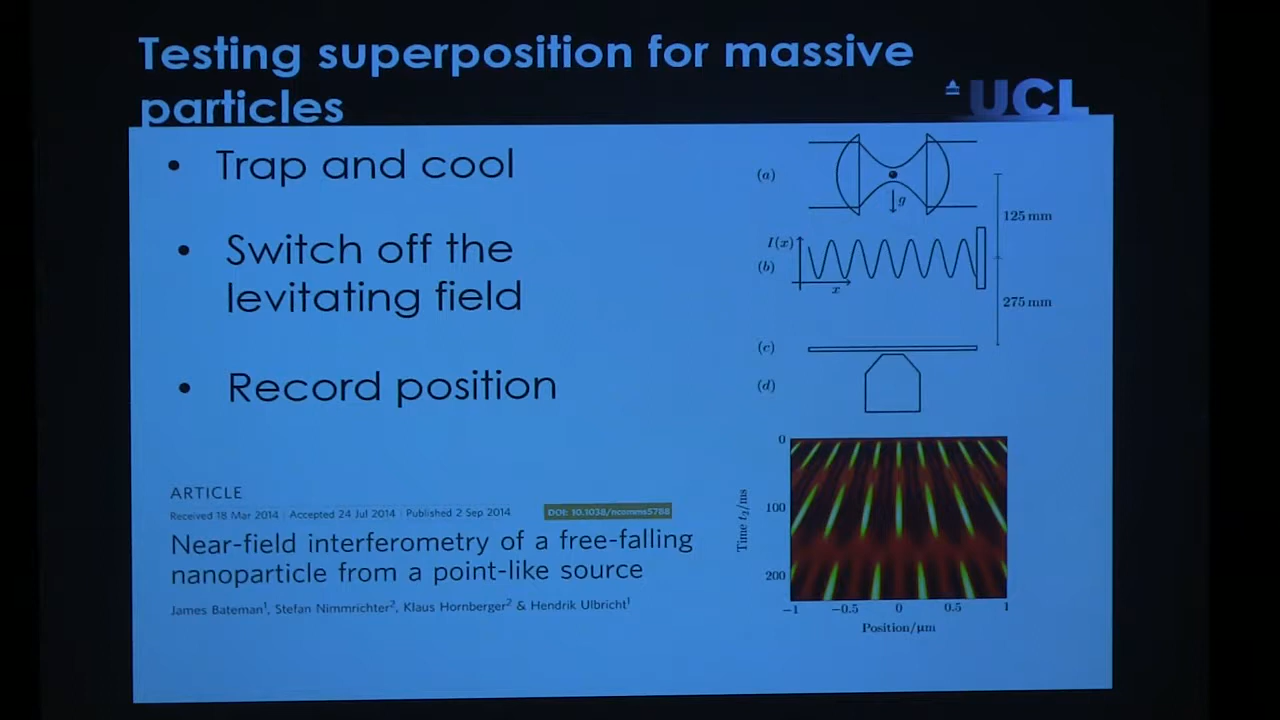 Testing superposition for massive
particles
UCL
• Trap and cool
• Switch off the
levitating field
• Record position
ARTICLE
Received 18 Mar 2014 | Accepted 24 Jul 2014 | Published 2 Sep 2014
DOI: 10.1038/ncomms5788
Near-field interferometry of a free-falling
nanoparticle from a point-like source
James Bateman¹, Stefan Nimmrichter², Klaus Hornberger² & Hendrik Ulbricht¹
(a)
g
125 mm
I(x)
(b)
x
275 mm
(c)
(d)
0
100
200
Time t₂/ms
−1 −0.5 0 0.5 1
Position/μm